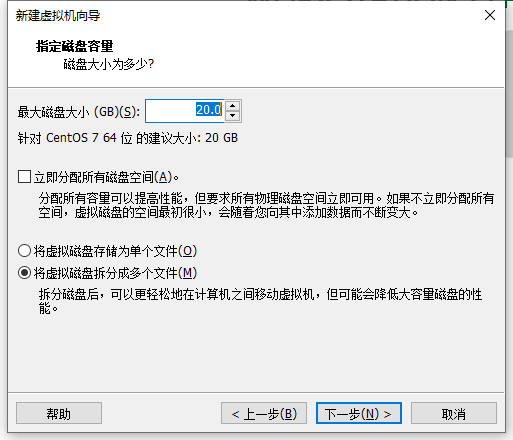 新建虚拟机向导
指定磁盘容量
磁盘大小为多少?
最大磁盘大小 (GB)(S): 20.0
针对 CentOS 7 64 位 的建议大小: 20 GB
立即分配所有磁盘空间(A)。
分配所有容量可以提高性能，但要求所有物理磁盘空间立即可用。如果不立即分配所有
空间，虚拟磁盘的空间最初很小，会随着您向其中添加数据而不断变大。
将虚拟磁盘存储为单个文件(O)
将虚拟磁盘拆分成多个文件(M)
拆分磁盘后，可以更轻松地在计算机之间移动虚拟机，但可能会降低大容量磁盘的性
能。
帮助 < 上一步(B) 下一步(N) > 取消